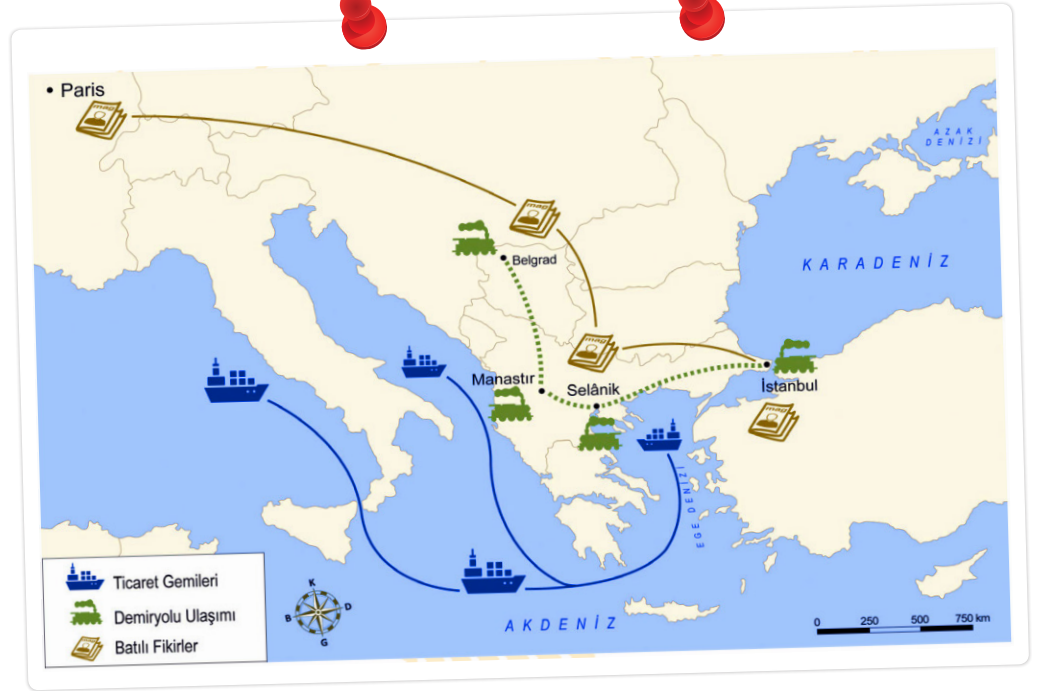 Paris
AZAK
DENİZİ
KARADENİZ
Belgrad
Manastır
Selânik
İstanbul
EGE DENİZİ
AKDENİZ
Ticaret Gemileri
Demiryolu Ulaşımı
Batılı Fikirler
K
B
D
G
0 250 500 750 km